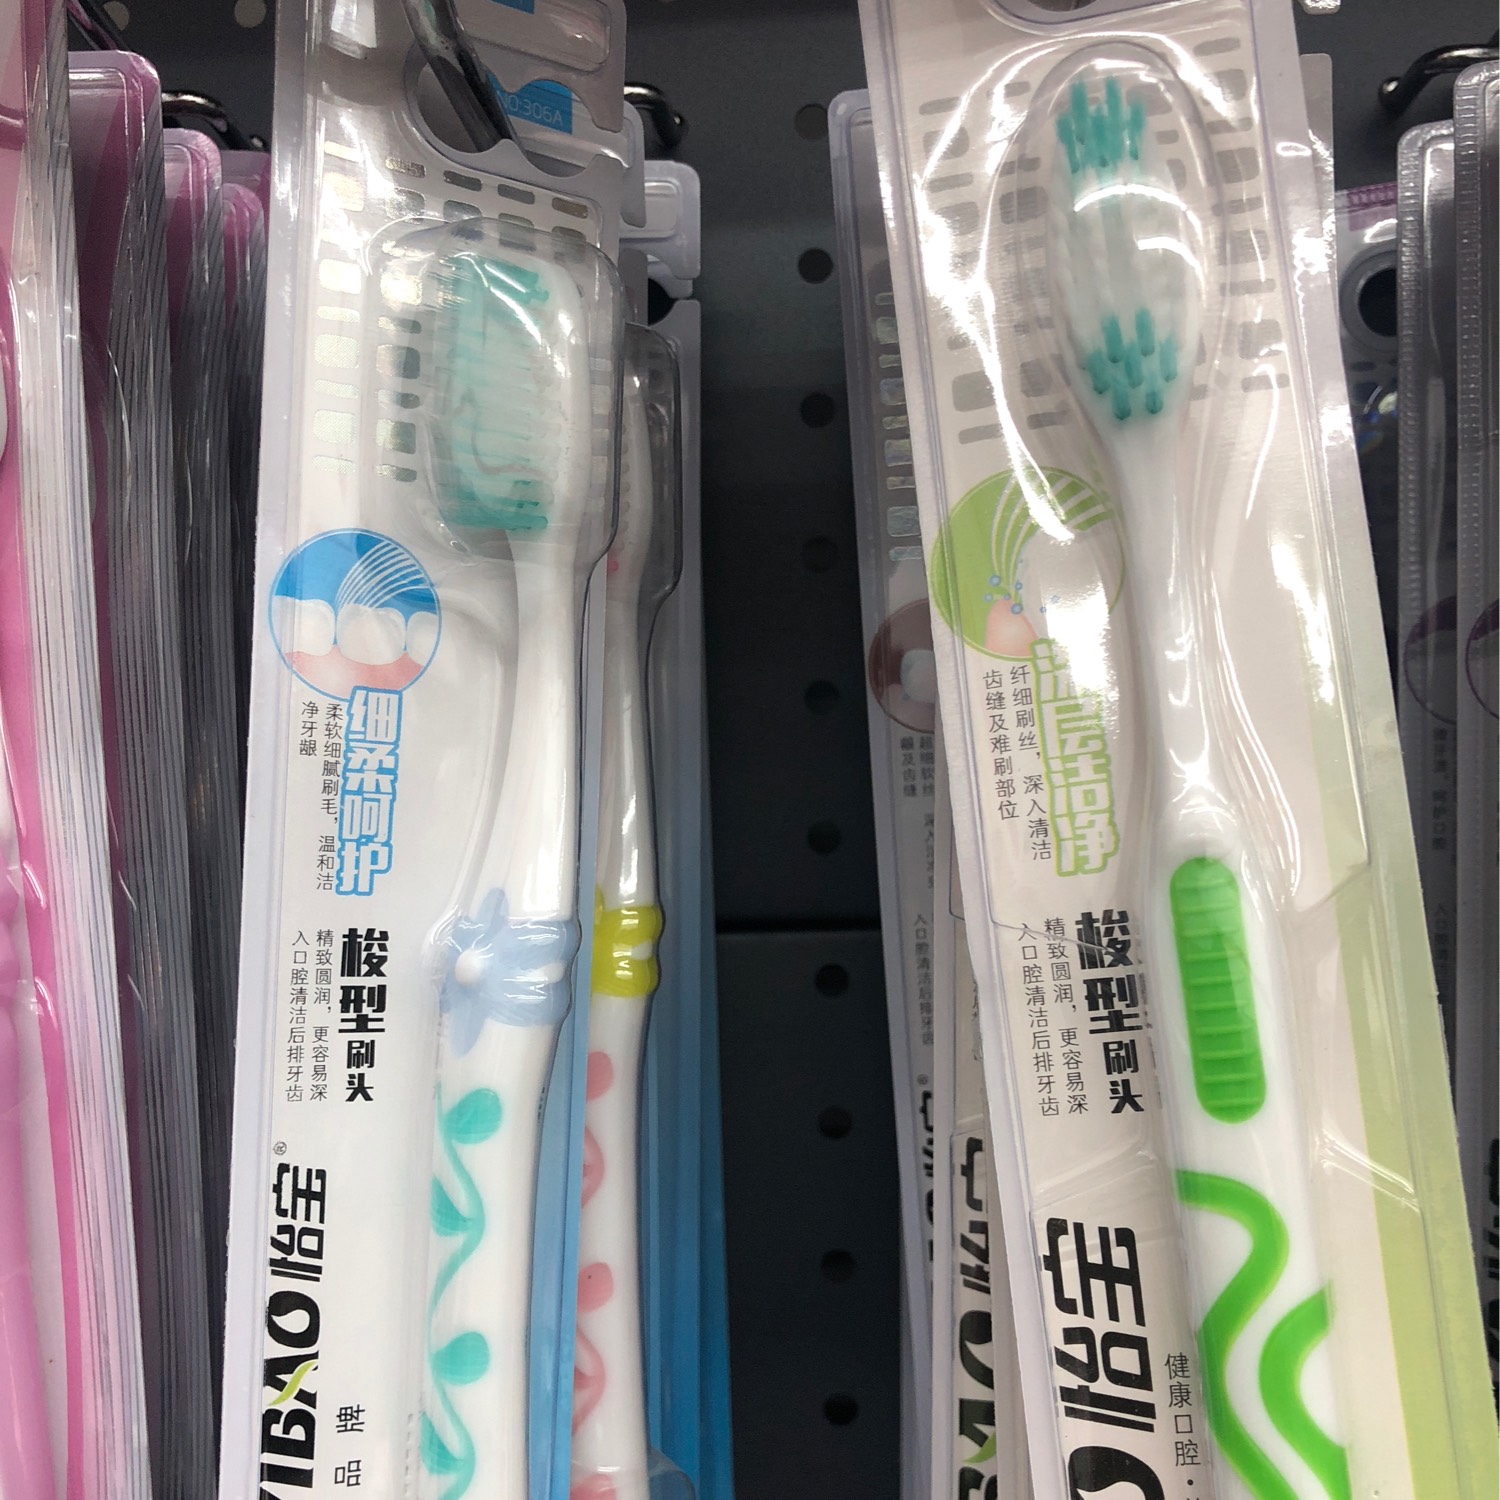 NO:306A
细柔呵护
柔软细腻刷毛，温和洁
净牙龈
梭型刷头
精致圆润，更容易深
入口腔清洁后排牙齿
怡宝
IBAO
品牌
深层洁净
纤细刷丝，深入清洁
齿缝及难刷部位
梭型刷头
精致圆润，更容易深
入口腔清洁后排牙齿
怡宝
健康口腔·